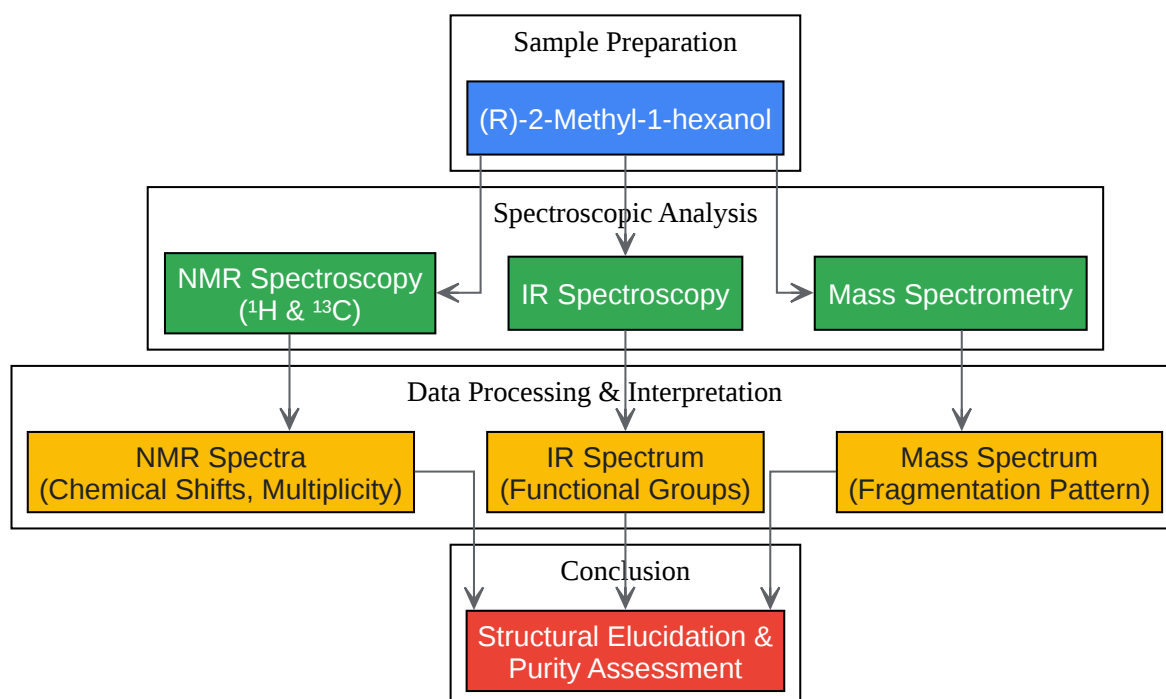 Sample Preparation
(R)-2-Methyl-1-hexanol
Spectroscopic Analysis
NMR Spectroscopy
(¹H & ¹³C)
IR Spectroscopy
Mass Spectrometry
Data Processing & Interpretation
NMR Spectra
(Chemical Shifts, Multiplicity)
IR Spectrum
(Functional Groups)
Mass Spectrum
(Fragmentation Pattern)
Conclusion
Structural Elucidation &
Purity Assessment